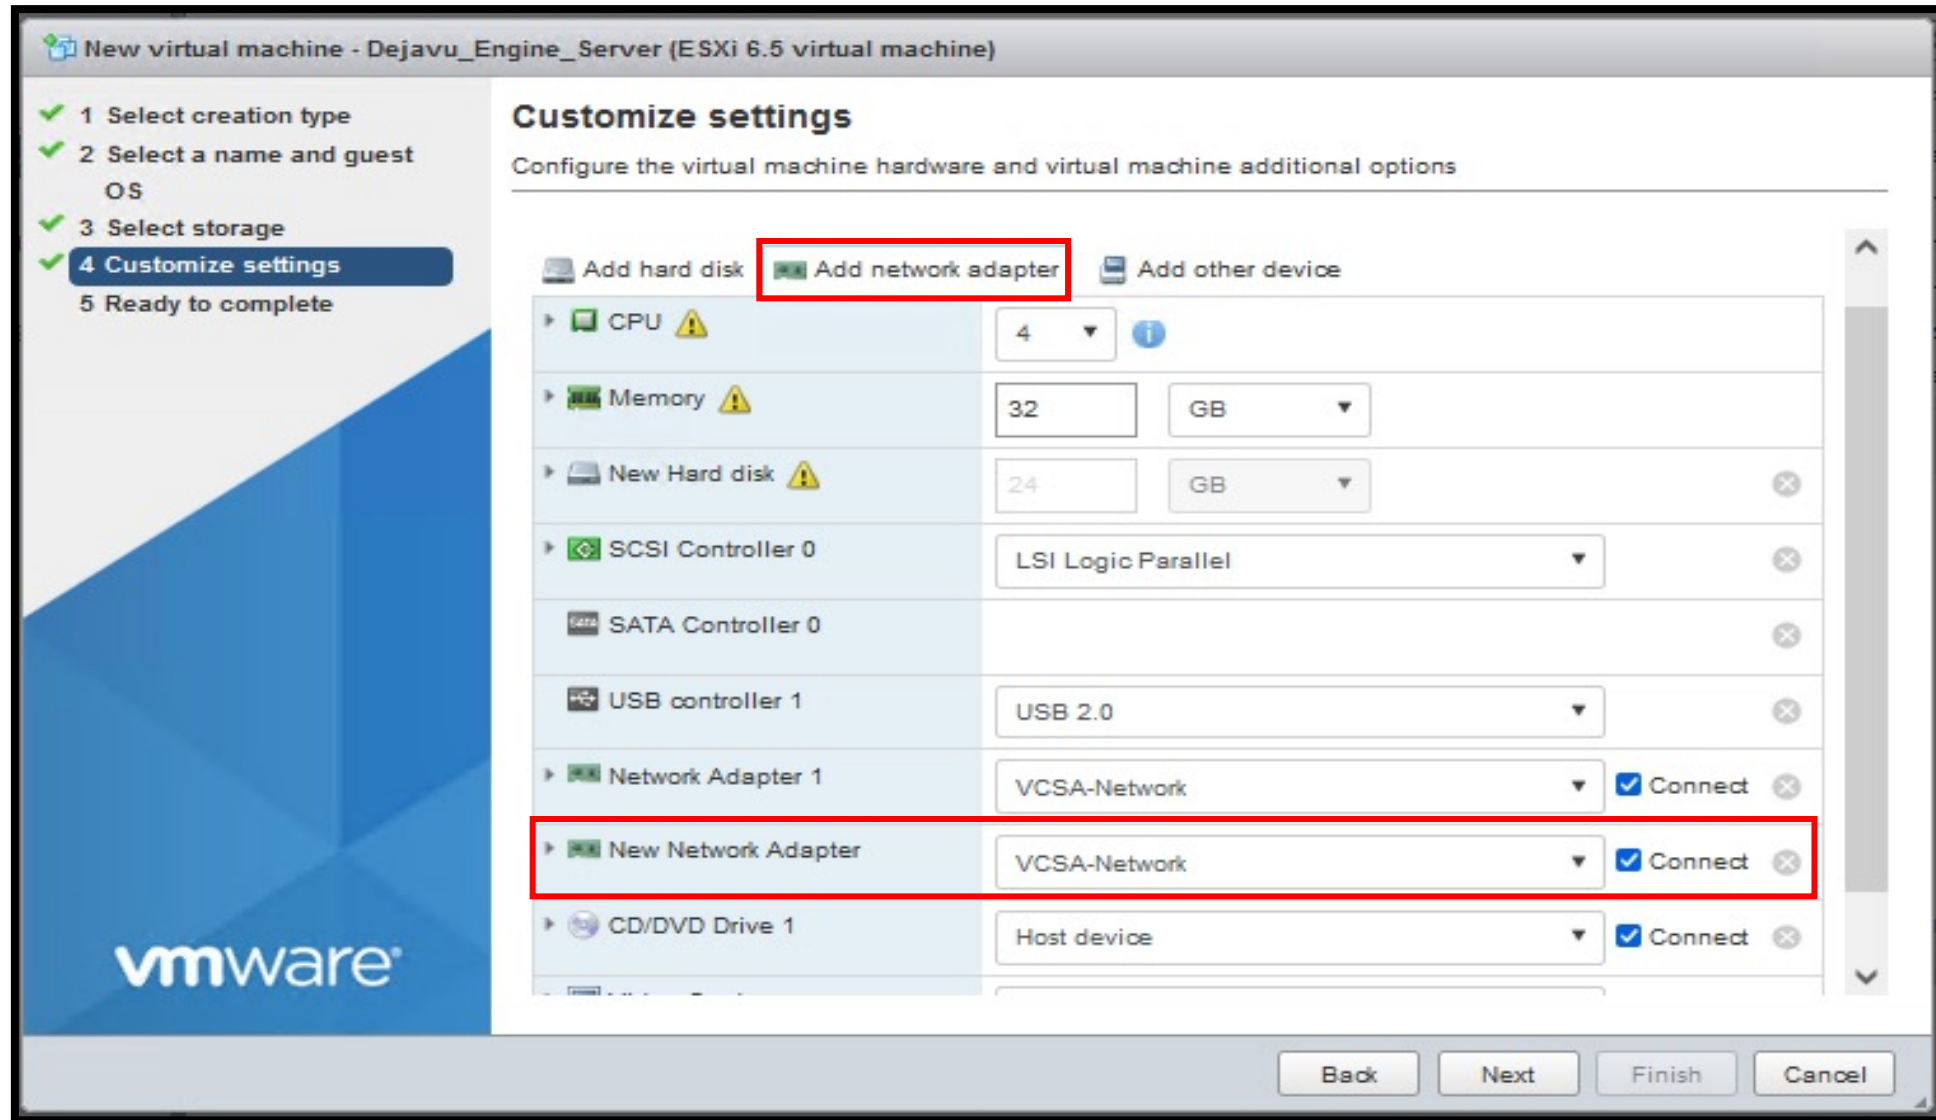 New virtual machine - Dejavu_Engine_Server (ESXi 6.5 virtual machine)
1 Select creation type
2 Select a name and guest
OS
3 Select storage
4 Customize settings
5 Ready to complete
vmware
Customize settings
Configure the virtual machine hardware and virtual machine additional options
Add hard disk Add network adapter Add other device
CPU 4
Memory 32 GB
New Hard disk 24 GB
SCSI Controller 0 LSI Logic Parallel
SATA Controller 0
USB controller 1 USB 2.0
Network Adapter 1 VCSA-Network Connect
New Network Adapter VCSA-Network Connect
CD/DVD Drive 1 Host device Connect
Back Next Finish Cancel